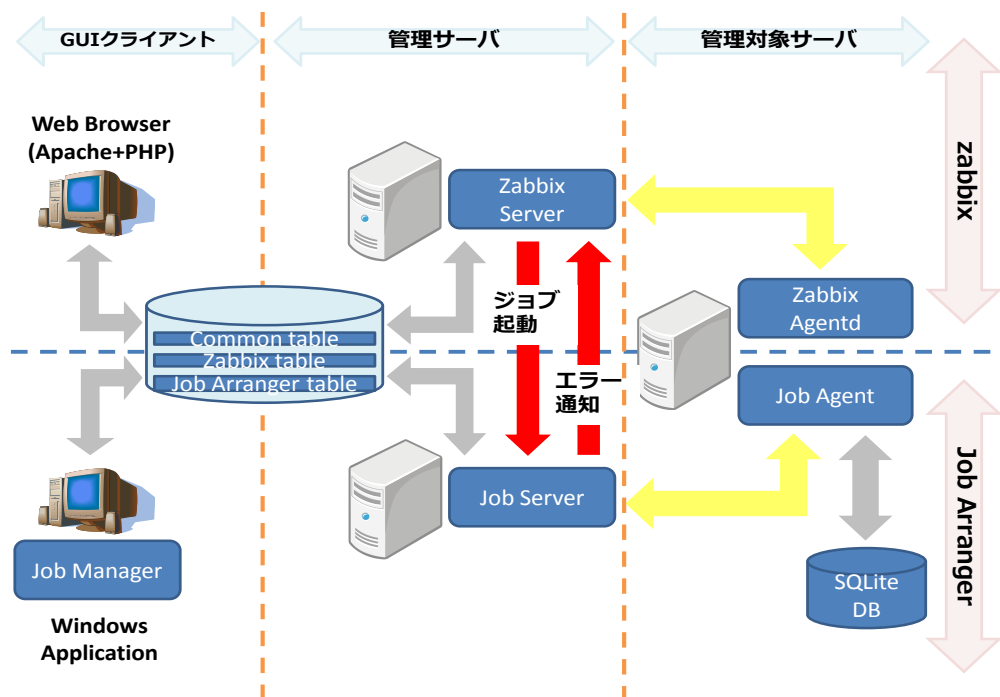 GUIクライアント
管理サーバ
管理対象サーバ
Web Browser
(Apache+PHP)
Zabbix
Server
zabbix
Zabbix
Agentd
ジョブ
起動
Common table
Zabbix table
Job Arranger table
エラー
通知
Job Agent
Job Server
Job Manager
Windows
Application
SQLite
DB
Job Arranger